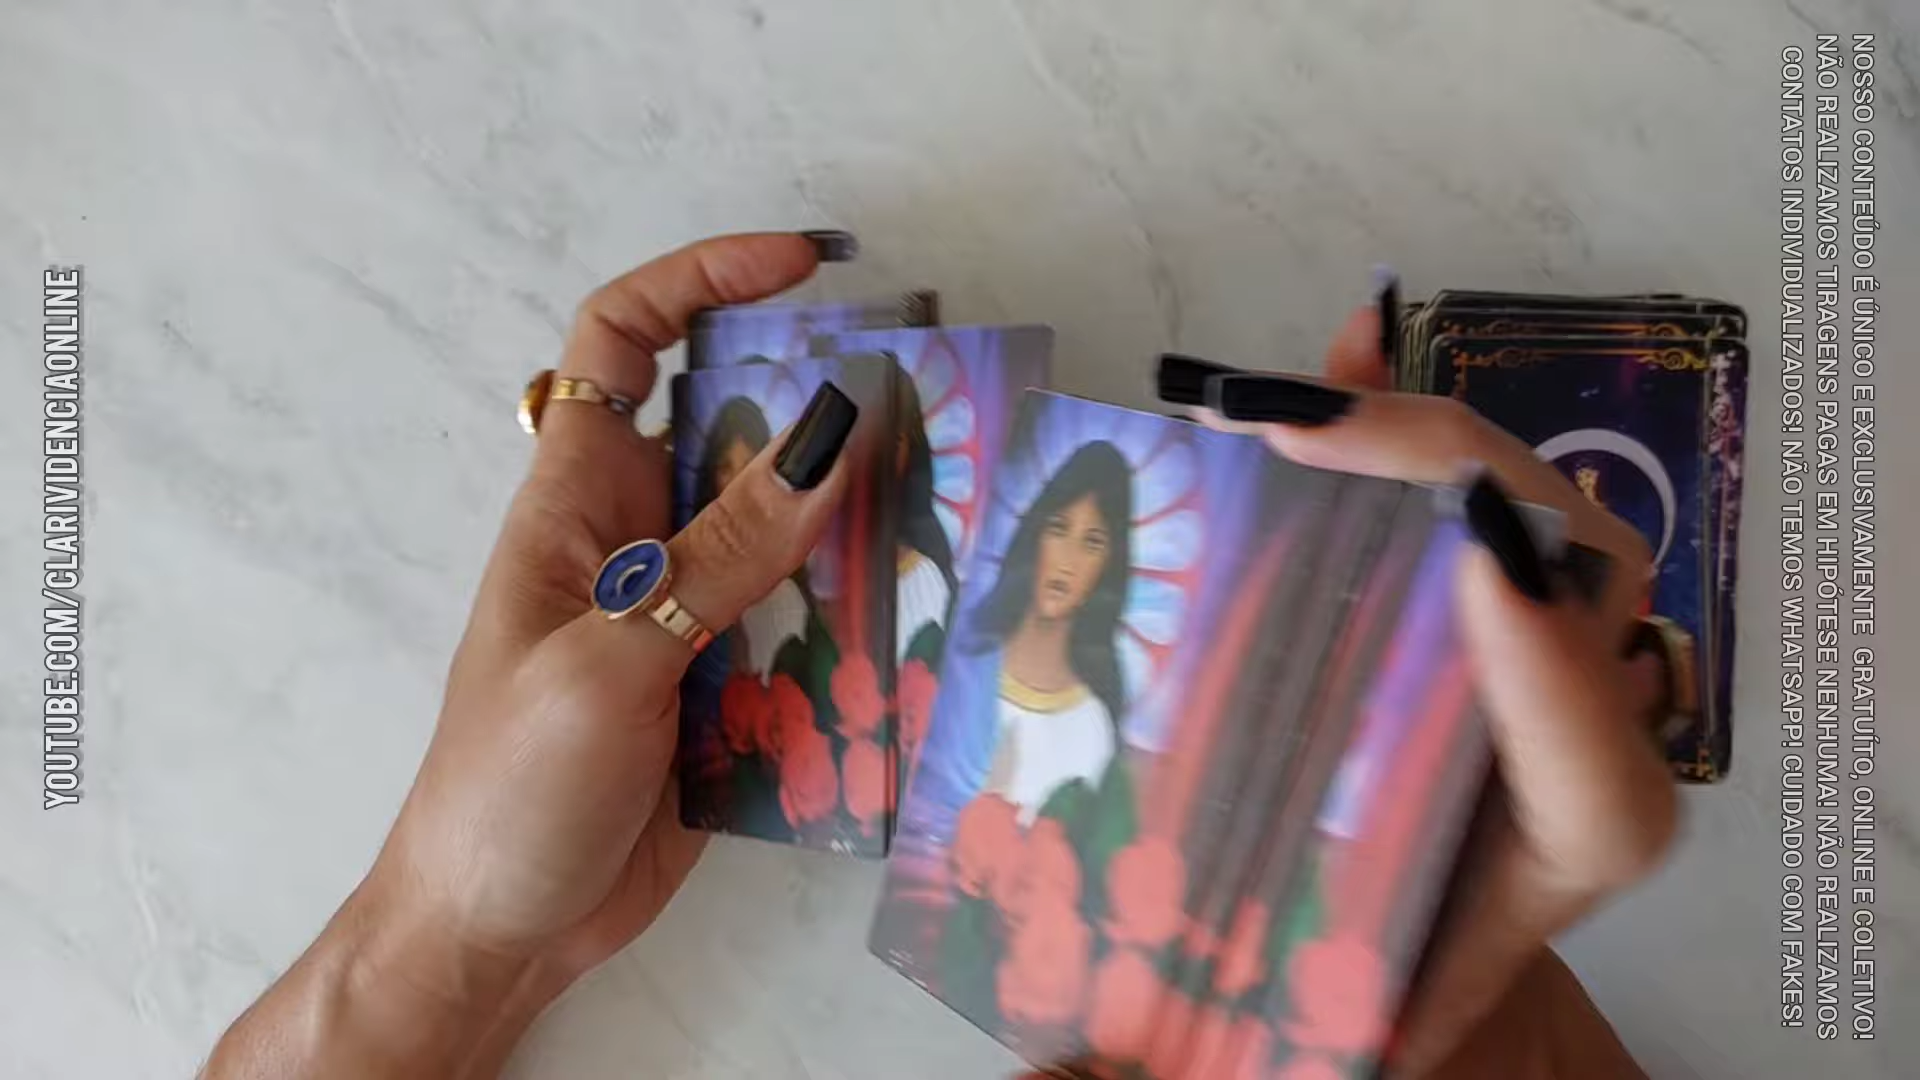 YOUTUBE.COM/CLARIVIDENCIAONLINE
NOSSO CONTEÚDO É ÚNICO E EXCLUSIVAMENTE GRATUÍTO, ONLINE E COLETIVO!
NÃO REALIZAMOS TIRAGENS PAGAS EM HIPÓTESE NENHUMA! NÃO REALIZAMOS
CONTATOS INDIVIDUALIZADOS! NÃO TEMOS WHATSAPP! CUIDADO COM FAKES!